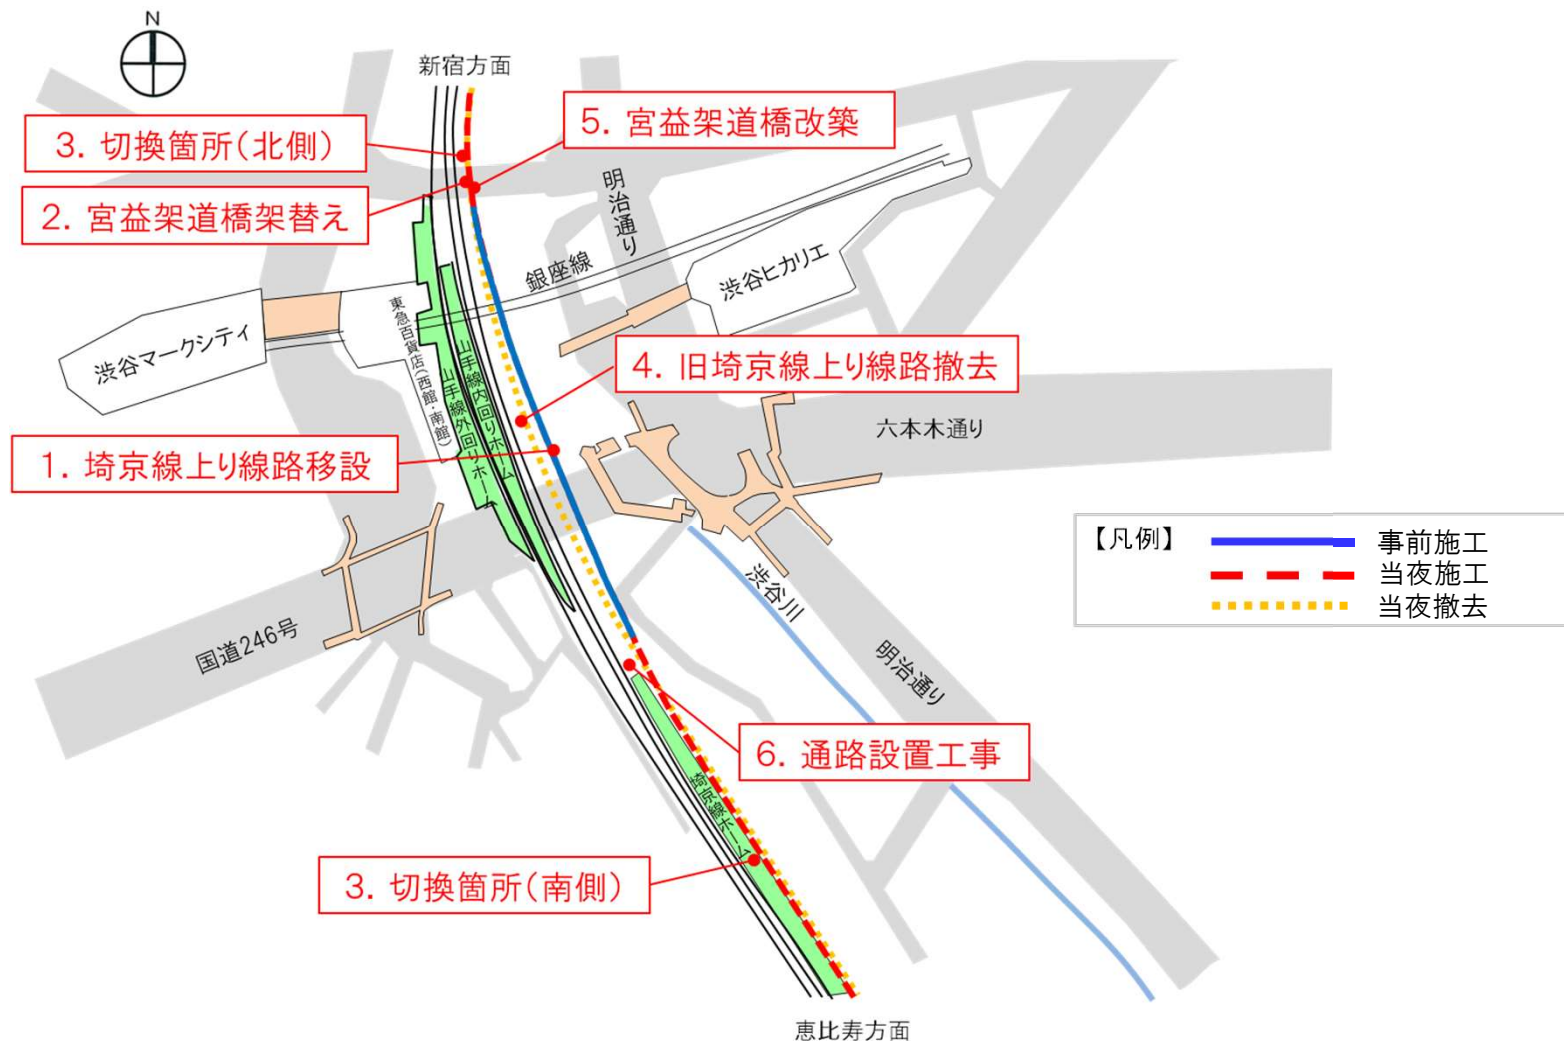 N
新宿方面
5. 宮益架道橋改築
3. 切換箇所(北側)
2. 宮益架道橋架替え
明治通り
銀座線
渋谷ヒカリエ
渋谷マークシティ
東急百貨店(西館・南館)
山手線内回りホーム
山手線外回りホーム
4. 旧埼京線上り線路撤去
六本木通り
1. 埼京線上り線路移設
【凡例】
事前施工
当夜施工
当夜撤去
渋谷川
国道246号
明治通り
6. 通路設置工事
埼京線ホーム
3. 切換箇所(南側)
恵比寿方面